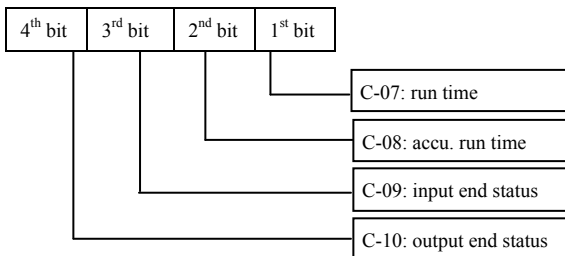 4th bit 3rd bit 2nd bit 1st bit
C-07: run time
C-08: accu. run time
C-09: input end status
C-10: output end status